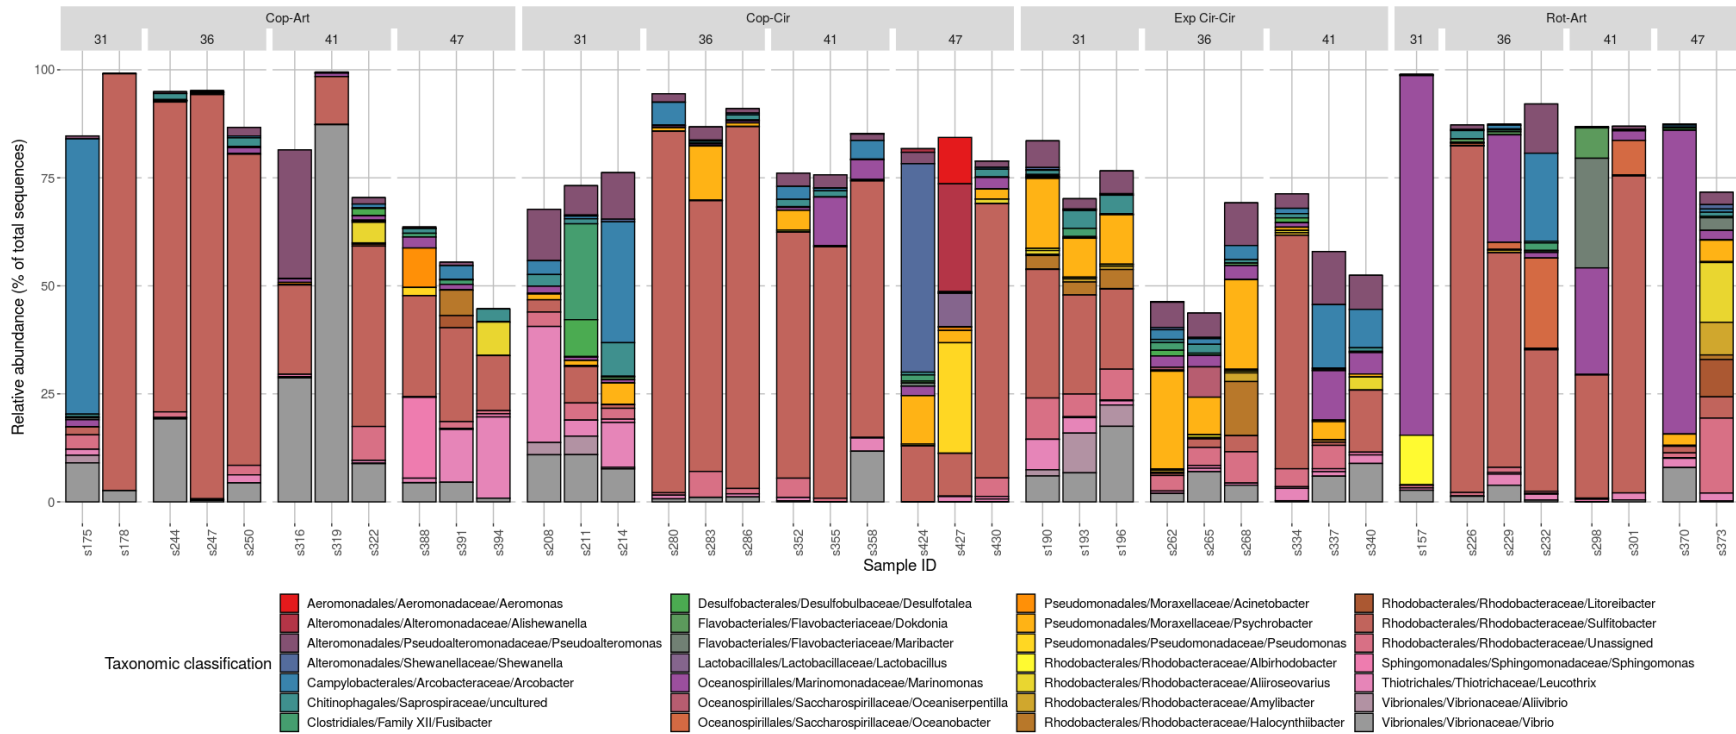 Cop-Art Cop-Cir Exp Cir-Cir Rot-Art
31 36 41 47 31 36 41 47 31 36 41 31 36 41 47
Relative abundance (% of total sequences)
100
75
50
25
0
s175 s178 s244 s247 s250 s316 s319 s322 s388 s391 s394 s208 s211 s214 s280 s283 s286 s352 s355 s358 s424 s427 s430 s190 s193 s196 s262 s265 s268 s334 s337 s340 s157 s226 s229 s232 s298 s301 s370 s373
Sample ID
Taxonomic classification
Aeromonadales/Aeromonadaceae/Aeromonas
Alteromonadales/Alteromonadaceae/Alishewanella
Alteromonadales/Pseudoalteromonadaceae/Pseudoalteromonas
Alteromonadales/Shewanellaceae/Shewanella
Campylobacterales/Arcobacteraceae/Arcobacter
Chitinophagales/Saprospiraceae/uncultured
Clostridiales/Family XII/Fusibacter
Desulfobacterales/Desulfobulbaceae/Desulfotalea
Flavobacteriales/Flavobacteriaceae/Dokdonia
Flavobacteriales/Flavobacteriaceae/Maribacter
Lactobacillales/Lactobacillaceae/Lactobacillus
Oceanospirillales/Marinomonadaceae/Marinomonas
Oceanospirillales/Saccharospirillaceae/Oceaniserpentilla
Oceanospirillales/Saccharospirillaceae/Oceanobacter
Pseudomonadales/Moraxellaceae/Acinetobacter
Pseudomonadales/Moraxellaceae/Psychrobacter
Pseudomonadales/Pseudomonadaceae/Pseudomonas
Rhodobacterales/Rhodobacteraceae/Albirhodobacter
Rhodobacterales/Rhodobacteraceae/Aliiroseovarius
Rhodobacterales/Rhodobacteraceae/Amylibacter
Rhodobacterales/Rhodobacteraceae/Halocynthiibacter
Rhodobacterales/Rhodobacteraceae/Litoreibacter
Rhodobacterales/Rhodobacteraceae/Sulfitobacter
Rhodobacterales/Rhodobacteraceae/Unassigned
Sphingomonadales/Sphingomonadaceae/Sphingomonas
Thiotrichales/Thiotrichaceae/Leucothrix
Vibrionales/Vibrionaceae/Aliivibrio
Vibrionales/Vibrionaceae/Vibrio